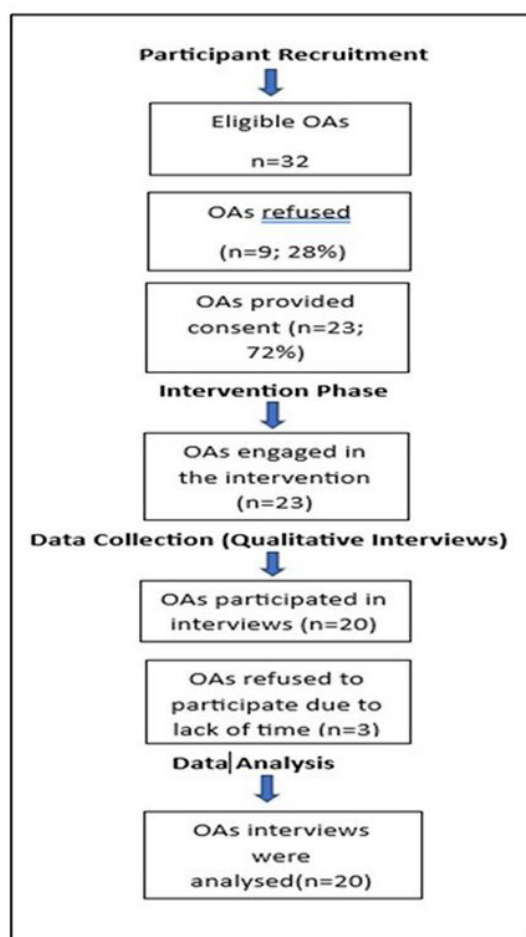 Participant Recruitment
Eligible OAs
n=32
OAs refused
(n=9; 28%)
OAs provided
consent (n=23;
72%)
Intervention Phase
OAs engaged in
the intervention
(n=23)
Data Collection (Qualitative Interviews)
OAs participated in
interviews (n=20)
OAs refused to
participate due to
lack of time (n=3)
Data Analysis
OAs interviews
were
analysed(n=20)